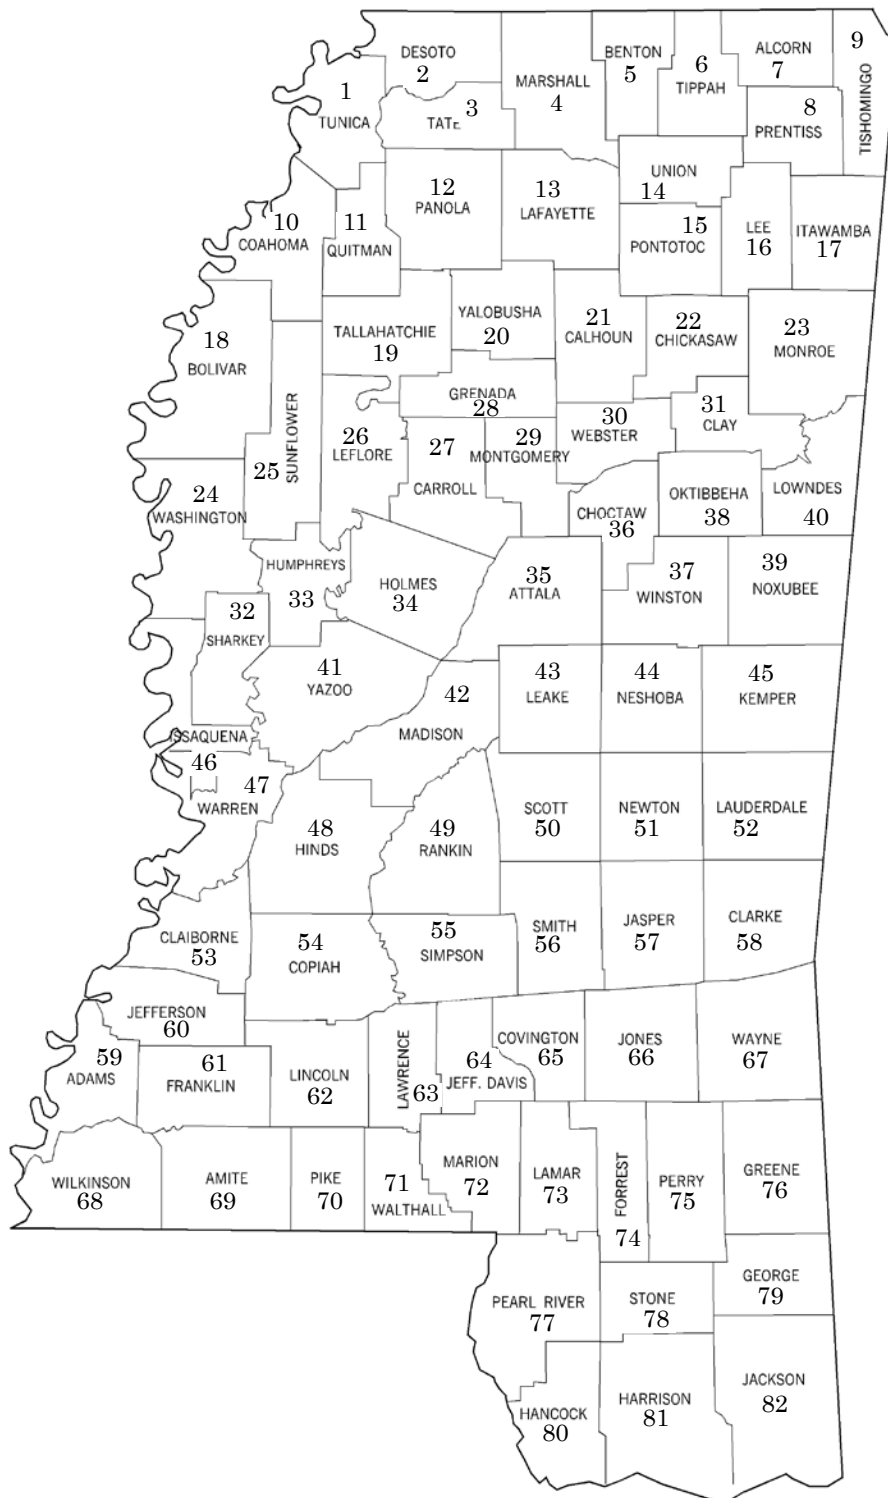 DESOTO
2
BENTON
5
6
TIPPAH
ALCORN
7
9
TISHOMINGO
1
TUNICA
3
TATE
MARSHALL
4
8
PRENTISS
10
COAHOMA
11
QUITMAN
12
PANOLA
13
LAFAYETTE
UNION
14
15
PONTOTOC
LEE
16
ITAWAMBA
17
18
BOLIVAR
TALLAHATCHIE
19
YALOBUSHA
20
21
CALHOUN
22
CHICKASAW
23
MONROE
SUNFLOWER
25
26
LEFLORE
GRENADA
28
27
CARROLL
29
MONTGOMERY
30
WEBSTER
31
CLAY
24
WASHINGTON
CHOCTAW
36
OKTIBBEHA
38
LOWNDES
40
HUMPHREYS
33
HOLMES
34
35
ATTALA
37
WINSTON
39
NOXUBEE
32
SHARKEY
41
YAZOO
42
MADISON
43
LEAKE
44
NESHOBA
45
KEMPER
ISSAQUENA
46
47
WARREN
48
HINDS
49
RANKIN
SCOTT
50
NEWTON
51
LAUDERDALE
52
CLAIBORNE
53
54
COPIAH
55
SIMPSON
SMITH
56
JASPER
57
CLARKE
58
JEFFERSON
60
59
ADAMS
61
FRANKLIN
LINCOLN
62
LAWRENCE
63
64
JEFF. DAVIS
COVINGTON
65
JONES
66
WAYNE
67
WILKINSON
68
AMITE
69
PIKE
70
71
WALTHALL
MARION
72
LAMAR
73
FORREST
74
PERRY
75
GREENE
76
PEARL RIVER
77
STONE
78
GEORGE
79
HANCOCK
80
HARRISON
81
JACKSON
82